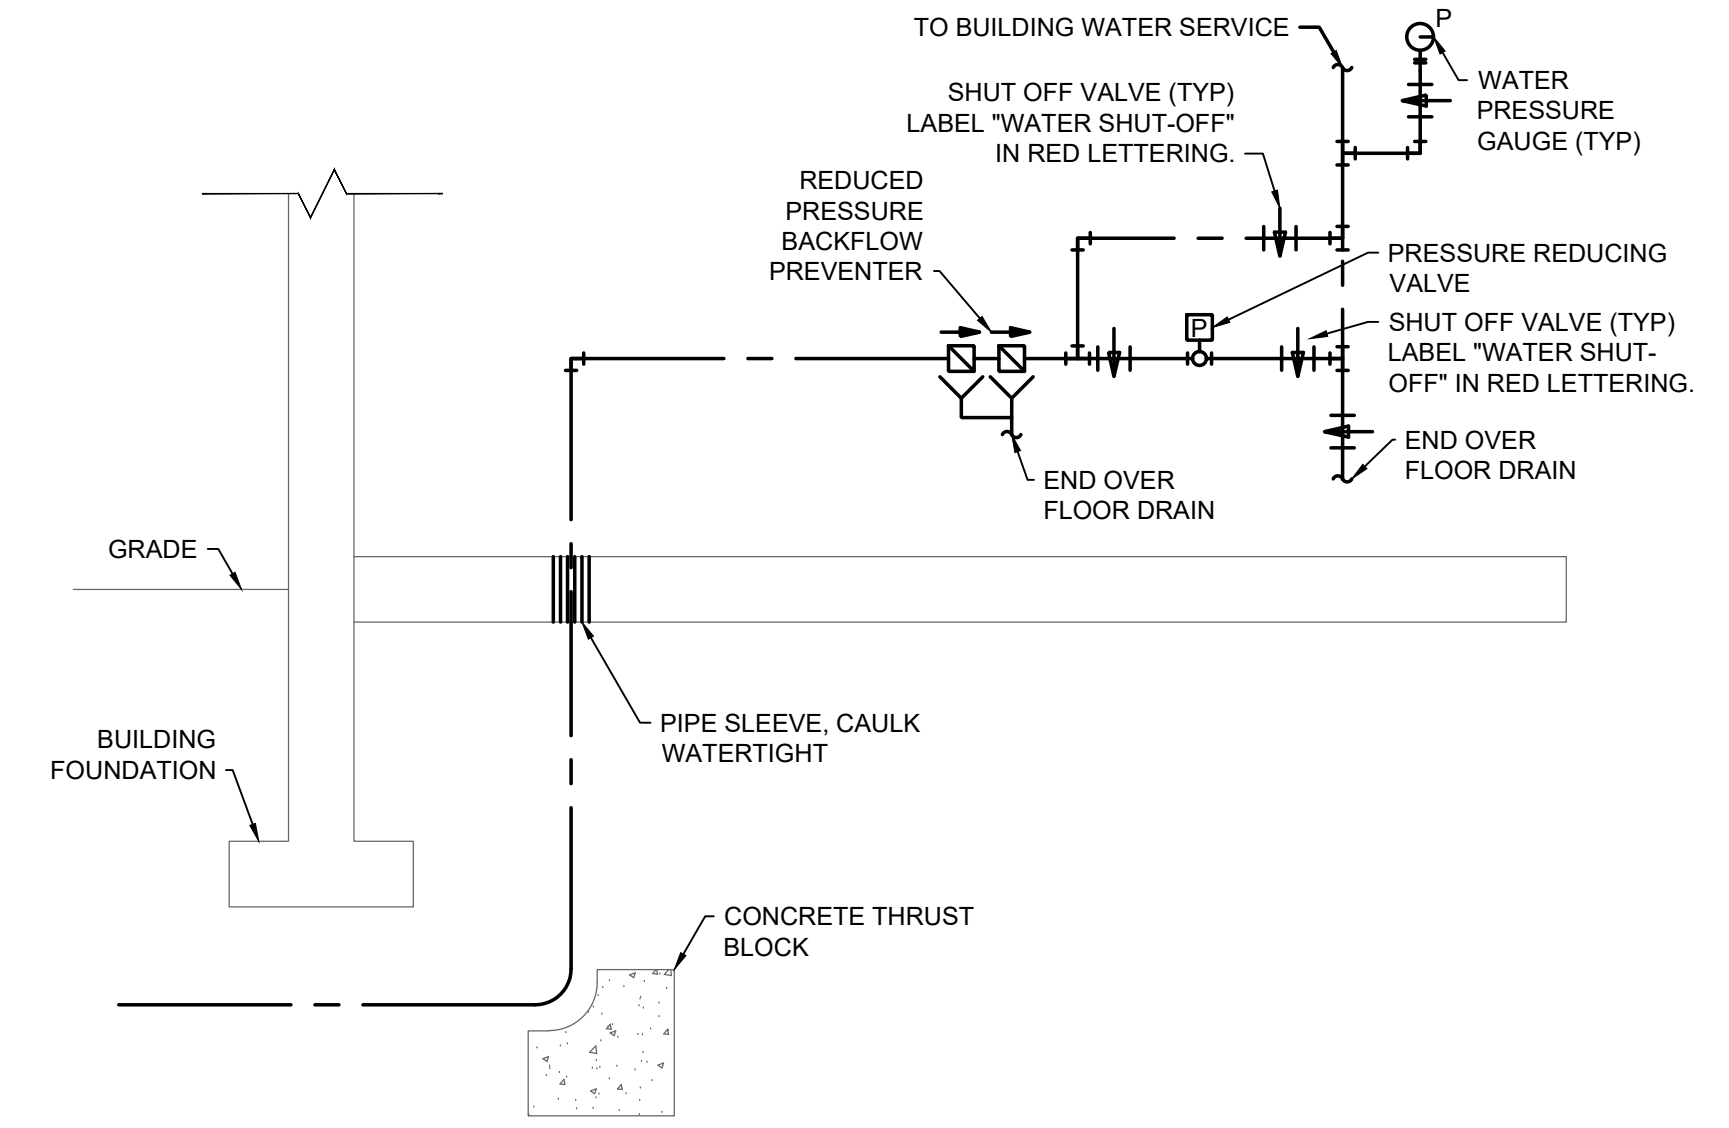 TO BUILDING WATER SERVICE
P
WATER
PRESSURE
GAUGE (TYP)
SHUT OFF VALVE (TYP)
LABEL "WATER SHUT-OFF"
IN RED LETTERING.
REDUCED
PRESSURE
BACKFLOW
PREVENTER
PRESSURE REDUCING
VALVE
P
SHUT OFF VALVE (TYP)
LABEL "WATER SHUT-
OFF" IN RED LETTERING.
END OVER
FLOOR DRAIN
END OVER
FLOOR DRAIN
GRADE
PIPE SLEEVE, CAULK
WATERTIGHT
BUILDING
FOUNDATION
CONCRETE THRUST
BLOCK